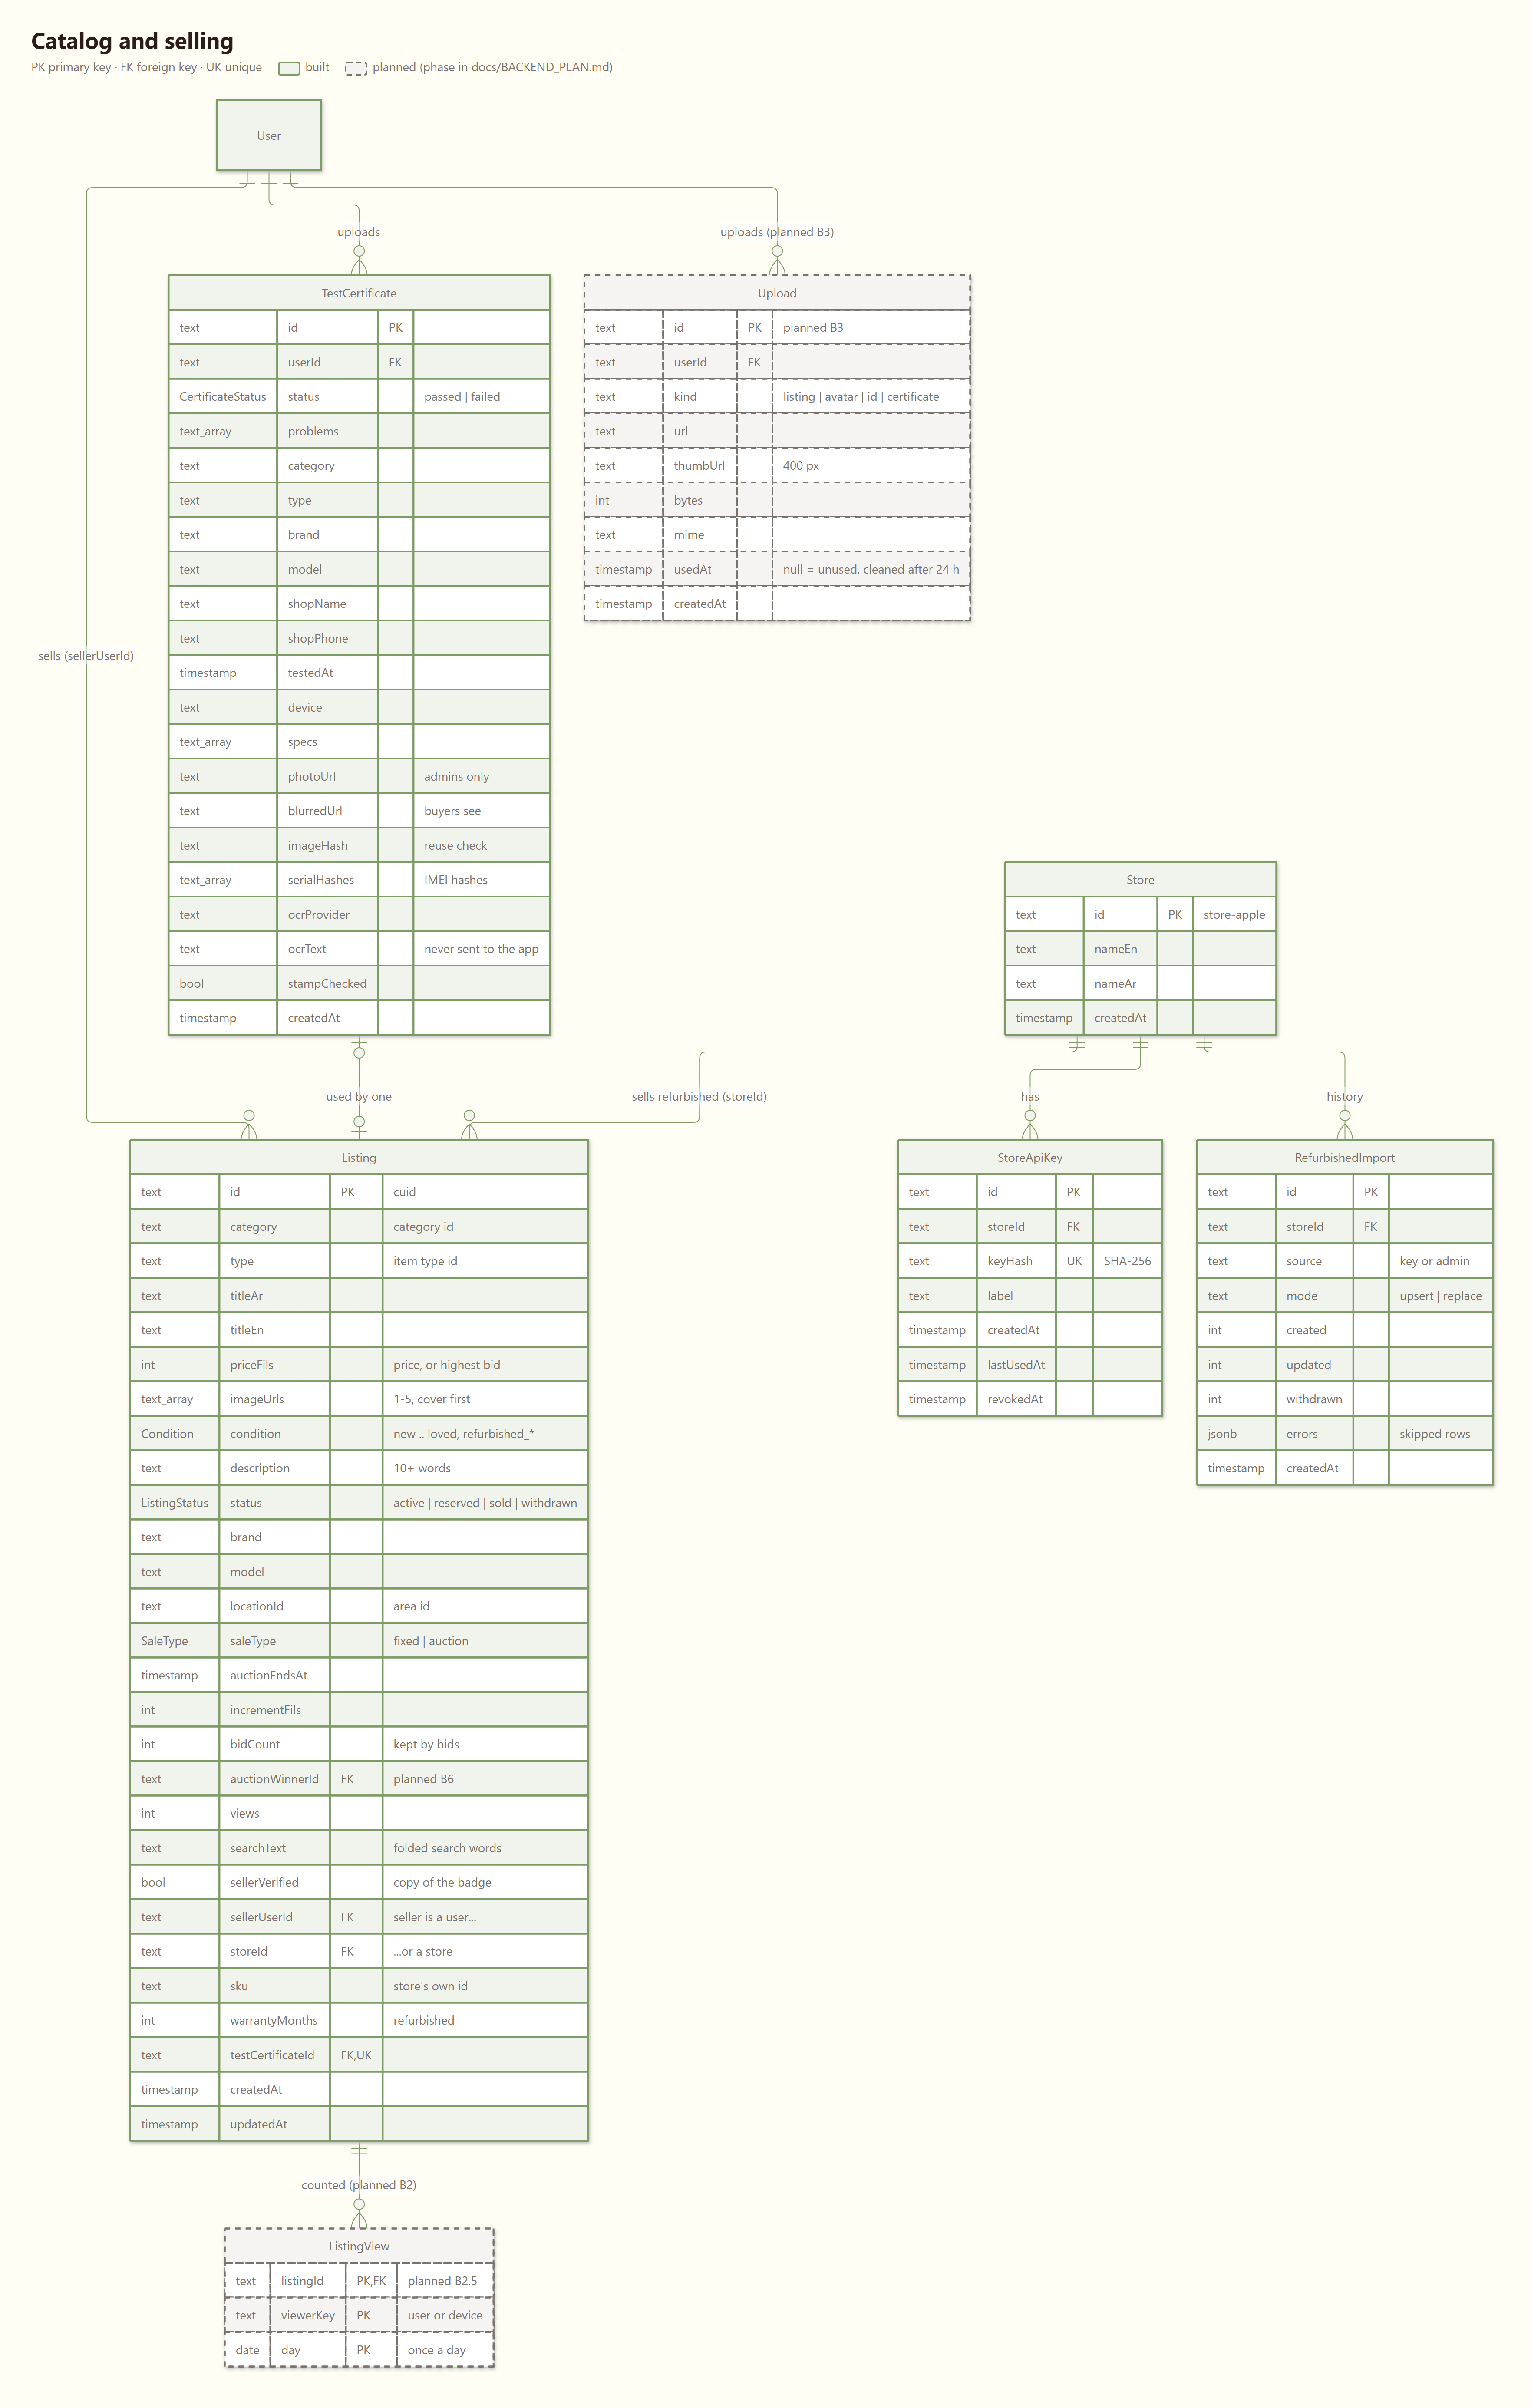 Catalog and selling
PK primary key · FK foreign key · UK unique built planned (phase in docs/BACKEND_PLAN.md)
User
uploads
uploads (planned B3)
sells (sellerUserId)
TestCertificate
text id PK
text userId FK
CertificateStatus status passed | failed
text_array problems
text category
text type
text brand
text model
text shopName
text shopPhone
timestamp testedAt
text device
text_array specs
text photoUrl admins only
text blurredUrl buyers see
text imageHash reuse check
text_array serialHashes IMEI hashes
text ocrProvider
text ocrText never sent to the app
bool stampChecked
timestamp createdAt
Upload
text id PK planned B3
text userId FK
text kind listing | avatar | id | certificate
text url
text thumbUrl 400 px
int bytes
text mime
timestamp usedAt null = unused, cleaned after 24 h
timestamp createdAt
Store
text id PK store-apple
text nameEn
text nameAr
timestamp createdAt
used by one
sells refurbished (storeId)
has
history
Listing
text id PK cuid
text category category id
text type item type id
text titleAr
text titleEn
int priceFils price, or highest bid
text_array imageUrls 1-5, cover first
Condition condition new .. loved, refurbished_*
text description 10+ words
ListingStatus status active | reserved | sold | withdrawn
text brand
text model
text locationId area id
SaleType saleType fixed | auction
timestamp auctionEndsAt
int incrementFils
int bidCount kept by bids
text auctionWinnerId FK planned B6
int views
text searchText folded search words
bool sellerVerified copy of the badge
text sellerUserId FK seller is a user...
text storeId FK ...or a store
text sku store's own id
int warrantyMonths refurbished
text testCertificateId FK,UK
timestamp createdAt
timestamp updatedAt
StoreApiKey
text id PK
text storeId FK
text keyHash UK SHA-256
text label
timestamp createdAt
timestamp lastUsedAt
timestamp revokedAt
RefurbishedImport
text id PK
text storeId FK
text source key or admin
text mode upsert | replace
int created
int updated
int withdrawn
jsonb errors skipped rows
timestamp createdAt
counted (planned B2)
ListingView
text listingId PK,FK planned B2.5
text viewerKey PK user or device
date day PK once a day